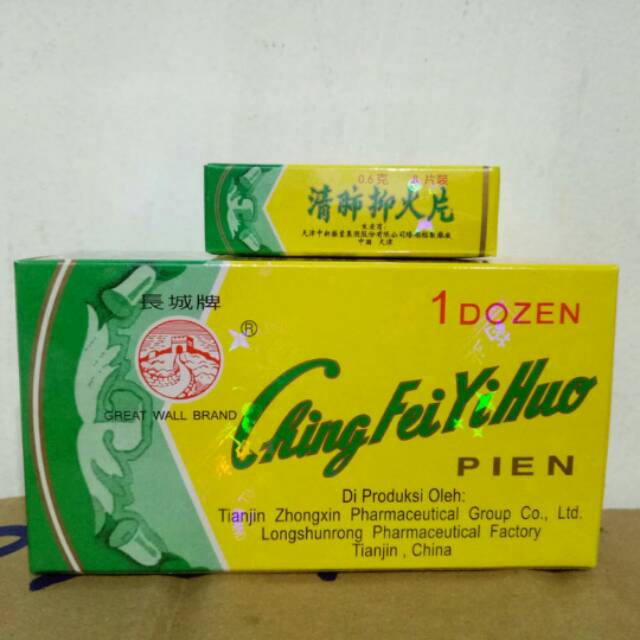 0.6克 8 片装
清肺抑火片
生产商:
天津中新药业集团股份有限公司隆顺榕制药厂
中国 天津
長城牌
®
GREAT WALL BRAND
1 DOZEN
Ching Fei Yi Huo
PIEN
Di Produksi Oleh:
Tianjin Zhongxin Pharmaceutical Group Co., Ltd.
Longshunrong Pharmaceutical Factory
Tianjin , China